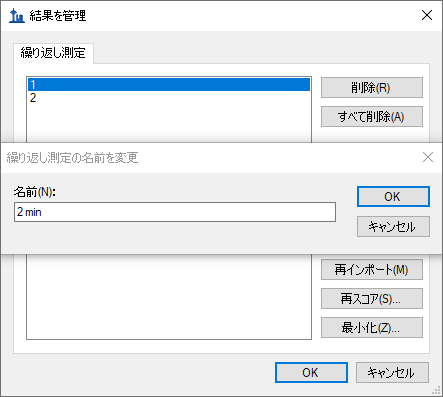 結果を管理
繰り返し測定
1
2
削除(R)
すべて削除(A)
繰り返し測定の名前を変更
名前(N):
2 min
OK
キャンセル
再インポート(M)
再スコア(S)...
最小化(Z)...
OK
キャンセル